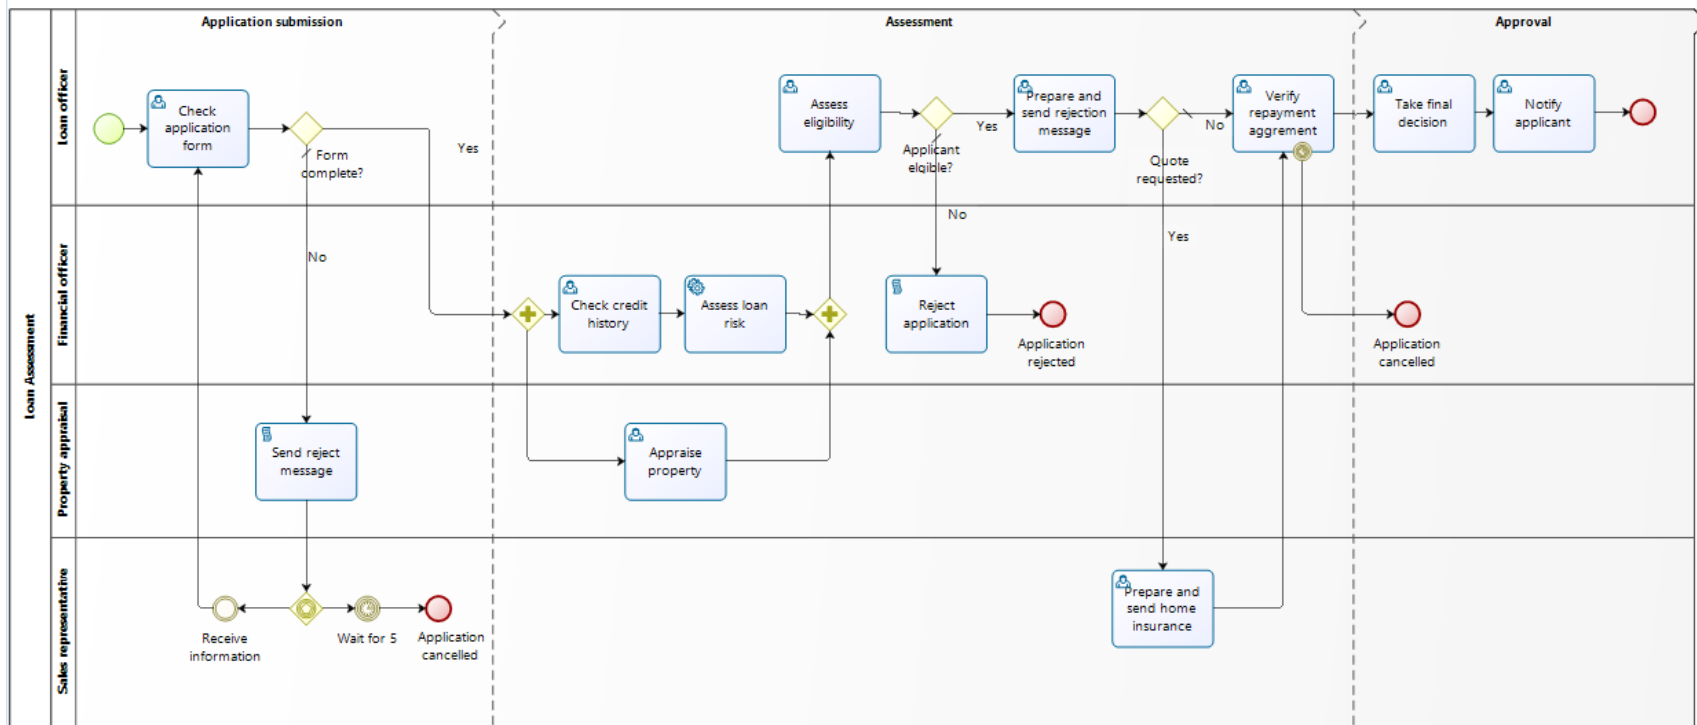 Application submission
Assessment
Approval
Loan Assessment
Loan officer
Check
application
form
Form
complete?
Yes
Assess
eligibility
Applicant
elgible?
Yes
Prepare and
send rejection
message
Quote
requested?
No
Verify
repayment
aggrement
Take final
decision
Notify
applicant
Financial officer
No
Check credit
history
Assess loan
risk
No
Reject
application
Application
rejected
Yes
Application
cancelled
Property appraisal
Send reject
message
Appraise
property
Sales representative
Receive
information
Wait for 5
Application
cancelled
Prepare and
send home
insurance